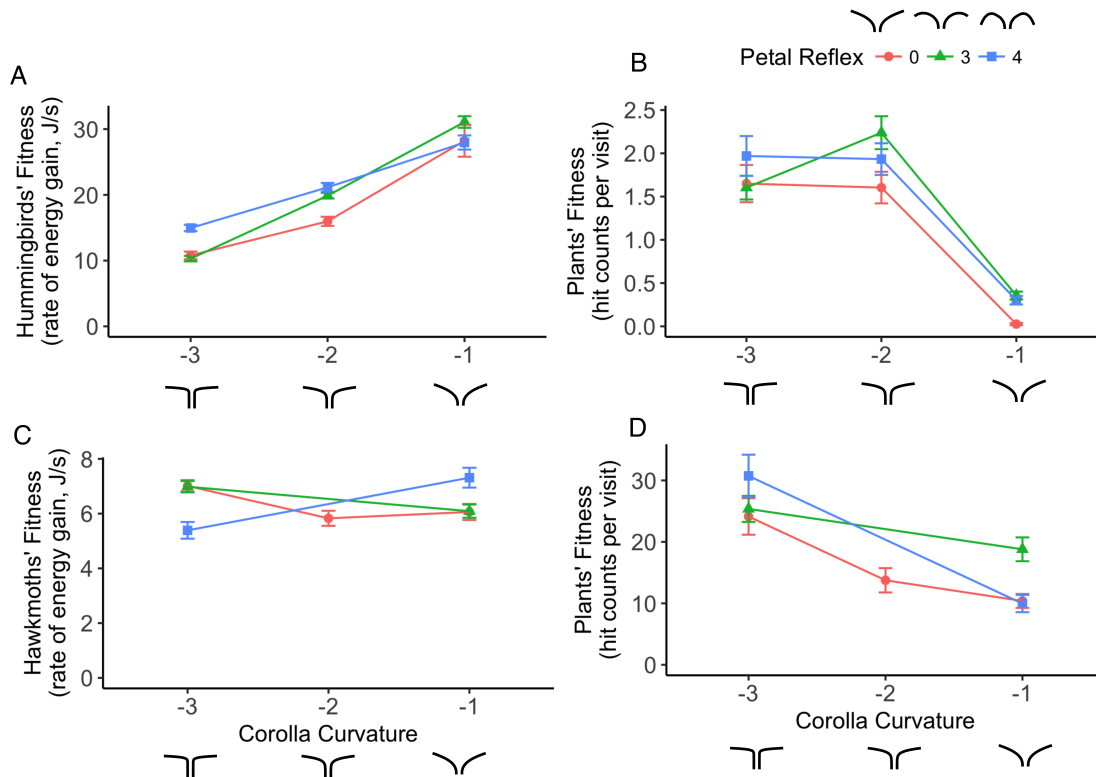 Petal Reflex 0 3 4
A
Hummingbirds' Fitness
(rate of energy gain, J/s)
30
20
10
0
-3 -2 -1
B
Plants' Fitness
(hit counts per visit)
2.5
2.0
1.5
1.0
0.5
0.0
-3 -2 -1
C
Hawkmoths' Fitness
(rate of energy gain, J/s)
8
6
4
2
0
-3 -2 -1
Corolla Curvature
D
Plants' Fitness
(hit counts per visit)
30
20
10
0
-3 -2 -1
Corolla Curvature